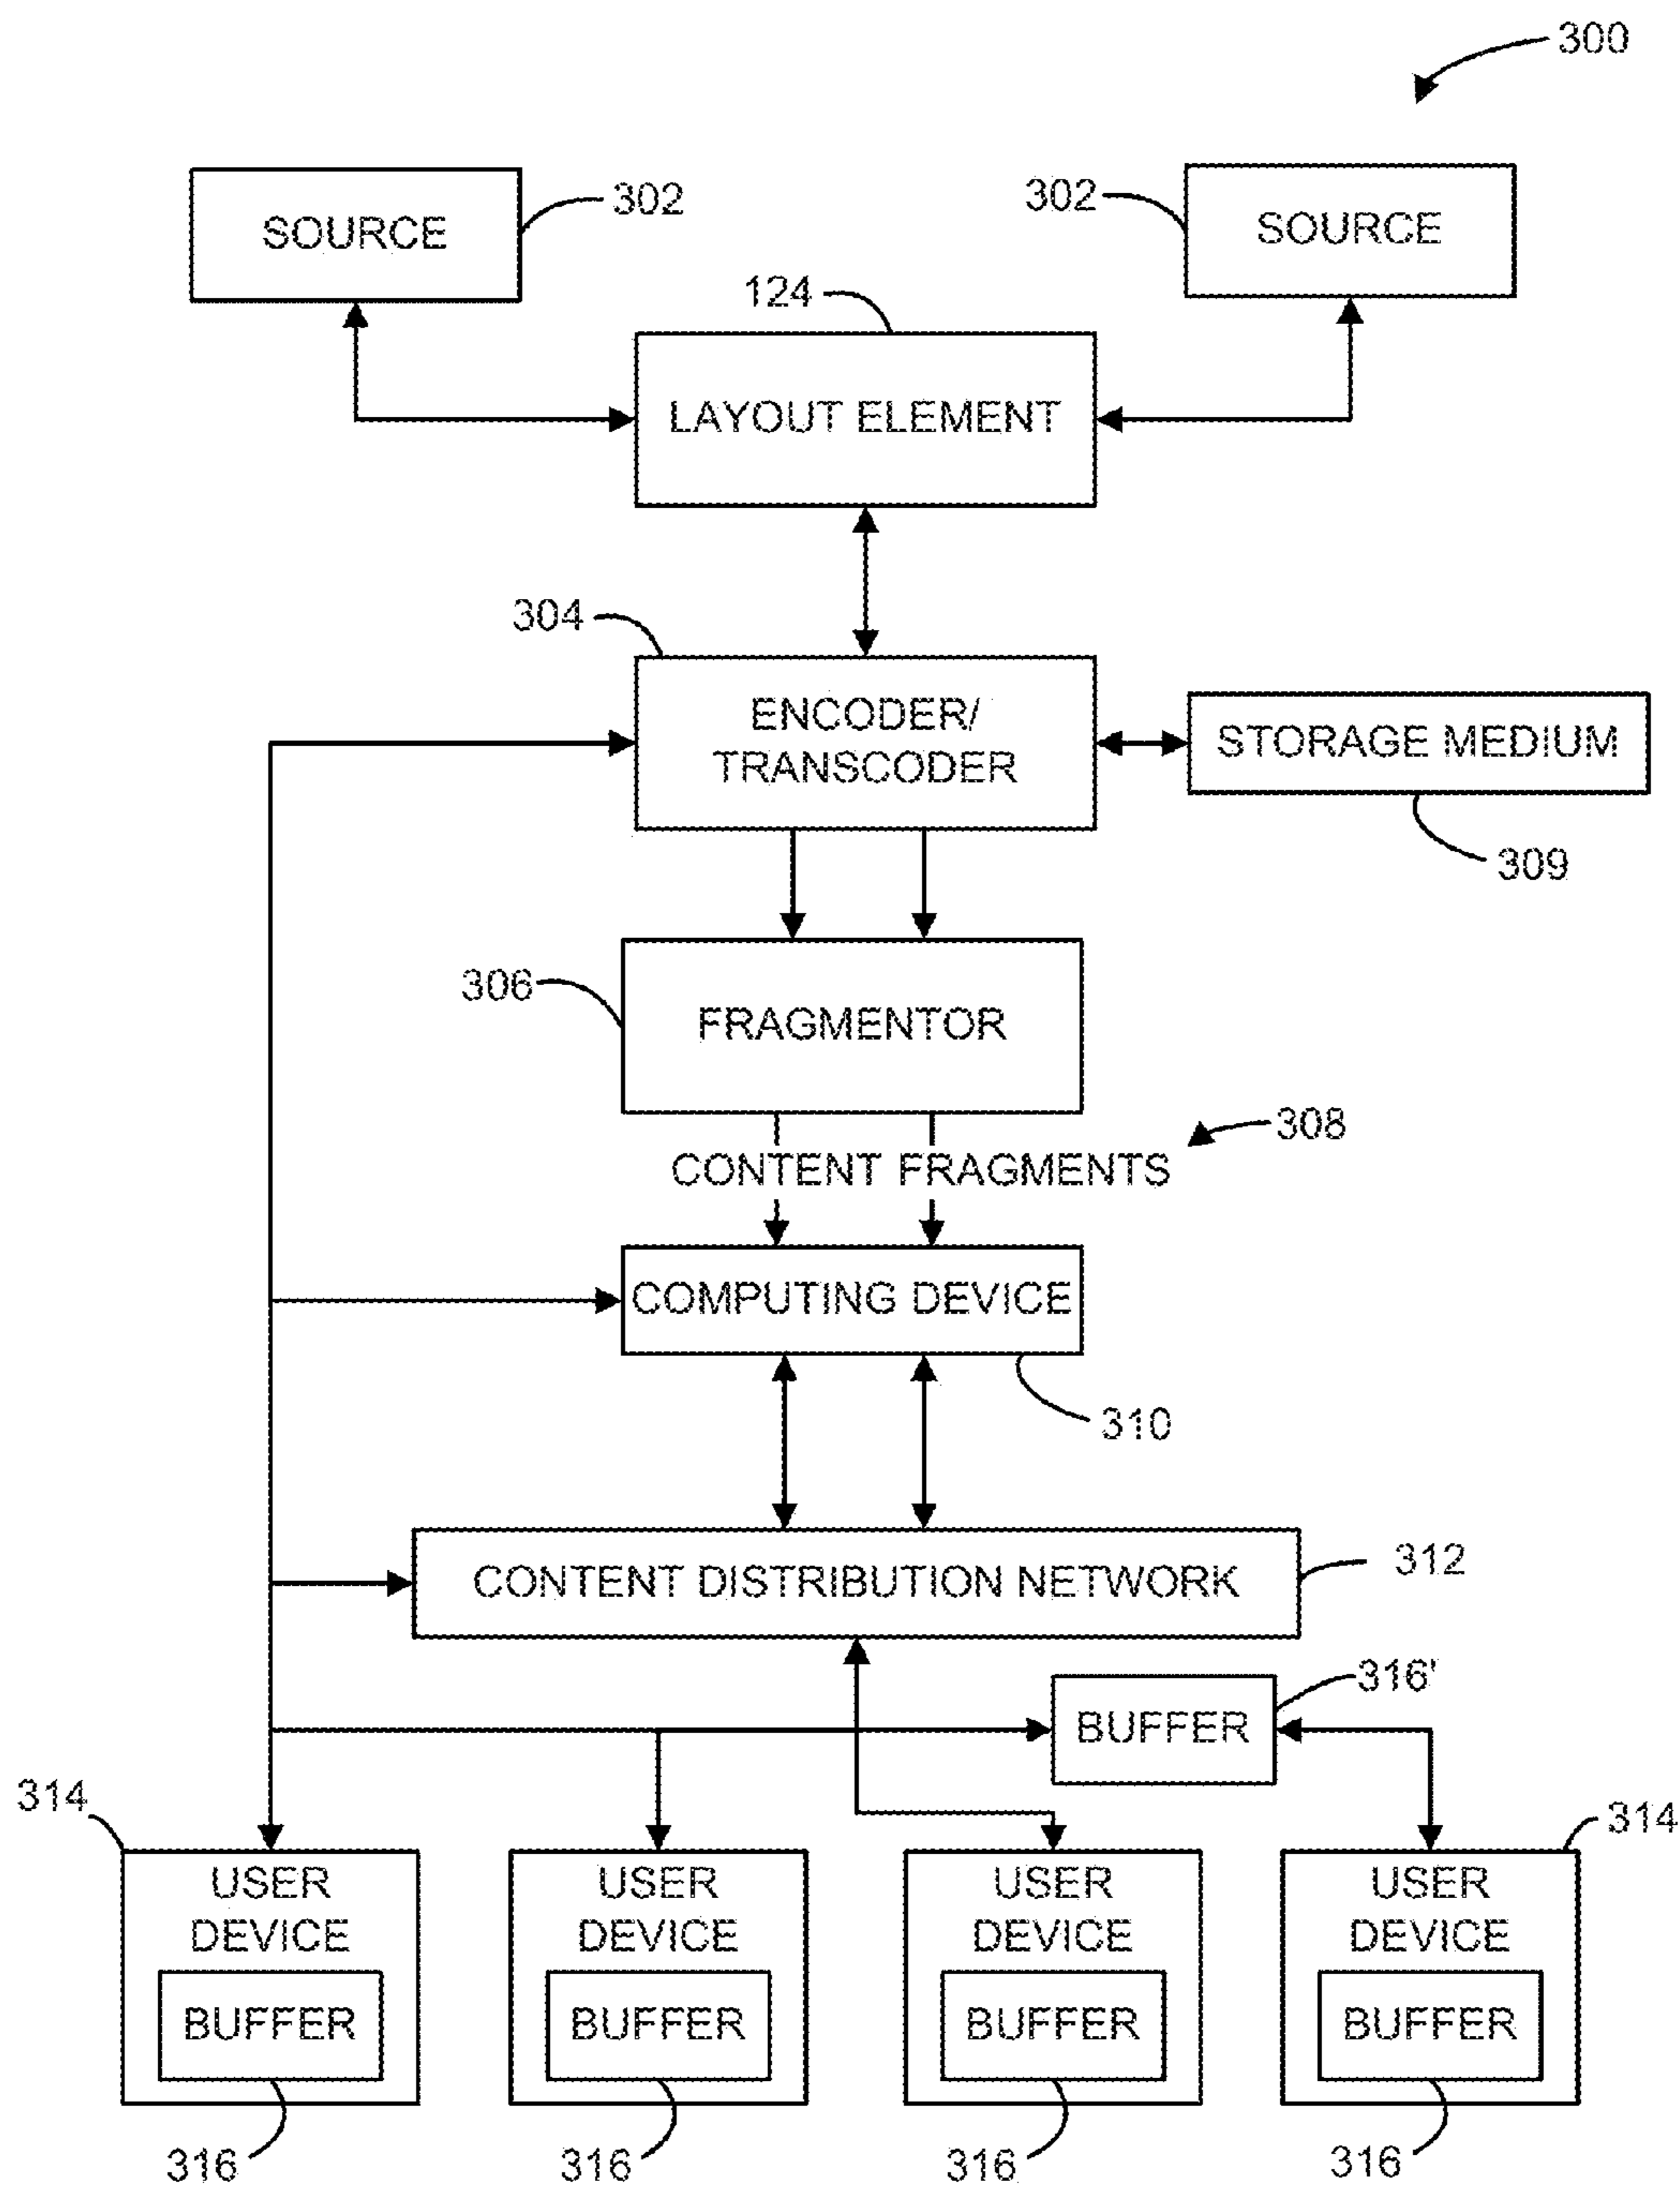 300
302
302
SOURCE
SOURCE
124
LAYOUT ELEMENT
304
ENCODER/
TRANSCODER
STORAGE MEDIUM
309
306
FRAGMENTOR
308
CONTENT FRAGMENTS
COMPUTING DEVICE
310
CONTENT DISTRIBUTION NETWORK
312
316'
BUFFER
314
314
USER
DEVICE
BUFFER
316
USER
DEVICE
BUFFER
316
USER
DEVICE
BUFFER
316
USER
DEVICE
BUFFER
316